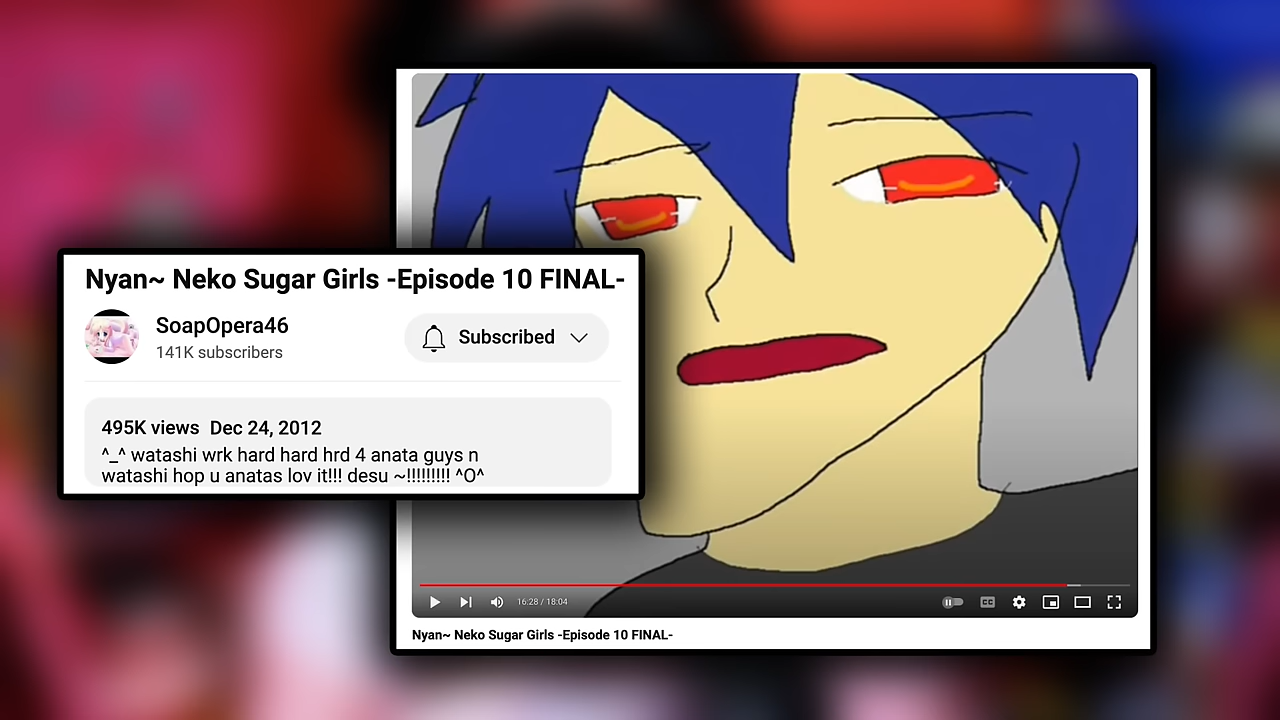 Nyan~ Neko Sugar Girls -Episode 10 FINAL-
SoapOpera46
141K subscribers
Subscribed
495K views Dec 24, 2012
^_^ watashi wrk hard hard hrd 4 anata guys n
watashi hop u anatas lov it!!! desu ~!!!!!!!!! ^O^
16:28 / 18:04
CC
Nyan~ Neko Sugar Girls -Episode 10 FINAL-